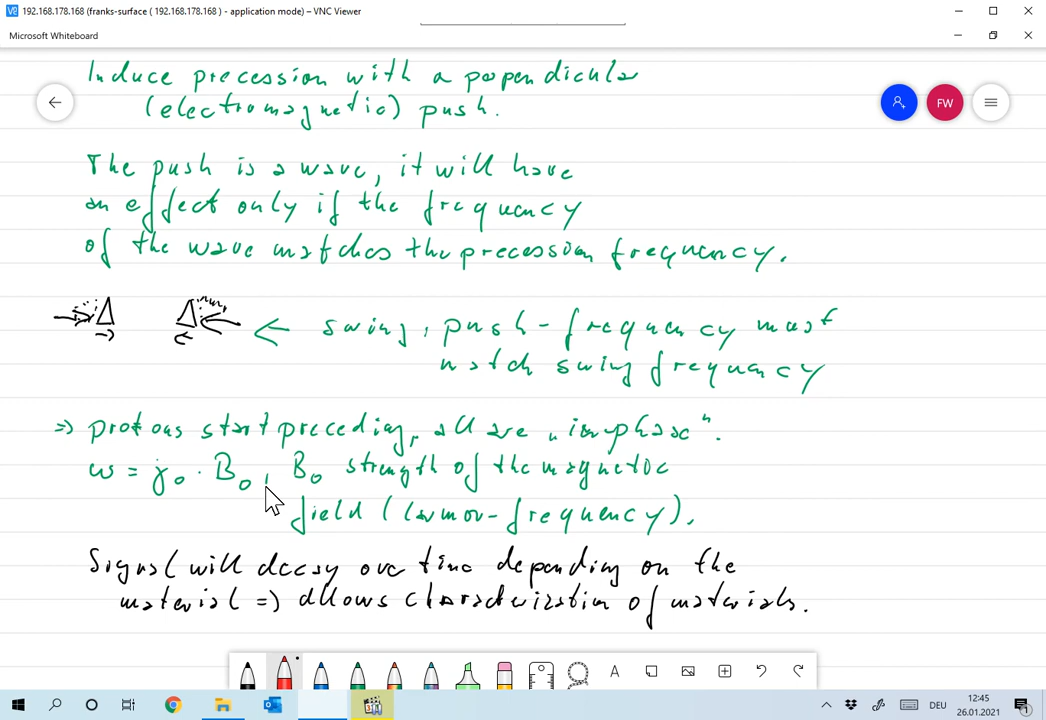 192.168.178.168 (franks-surface ( 192.168.178.168 ) - application mode) – VNC Viewer
Microsoft Whiteboard
Induce precession with a perpendicular
(electromagnetic) push.
FW
The push is a wave, it will have
an effect only if the frequency
of the wave matches the precession frequency.
← swing, push-frequency must
match swing frequency
=> protons start preceding, all are "in phase".
ω = γ₀ · B₀, B₀ strength of the magnetic
field (larmor-frequency).
Signal will decay over time depending on the
material => allows characterization of materials.
A
DEU
12:45
26.01.2021